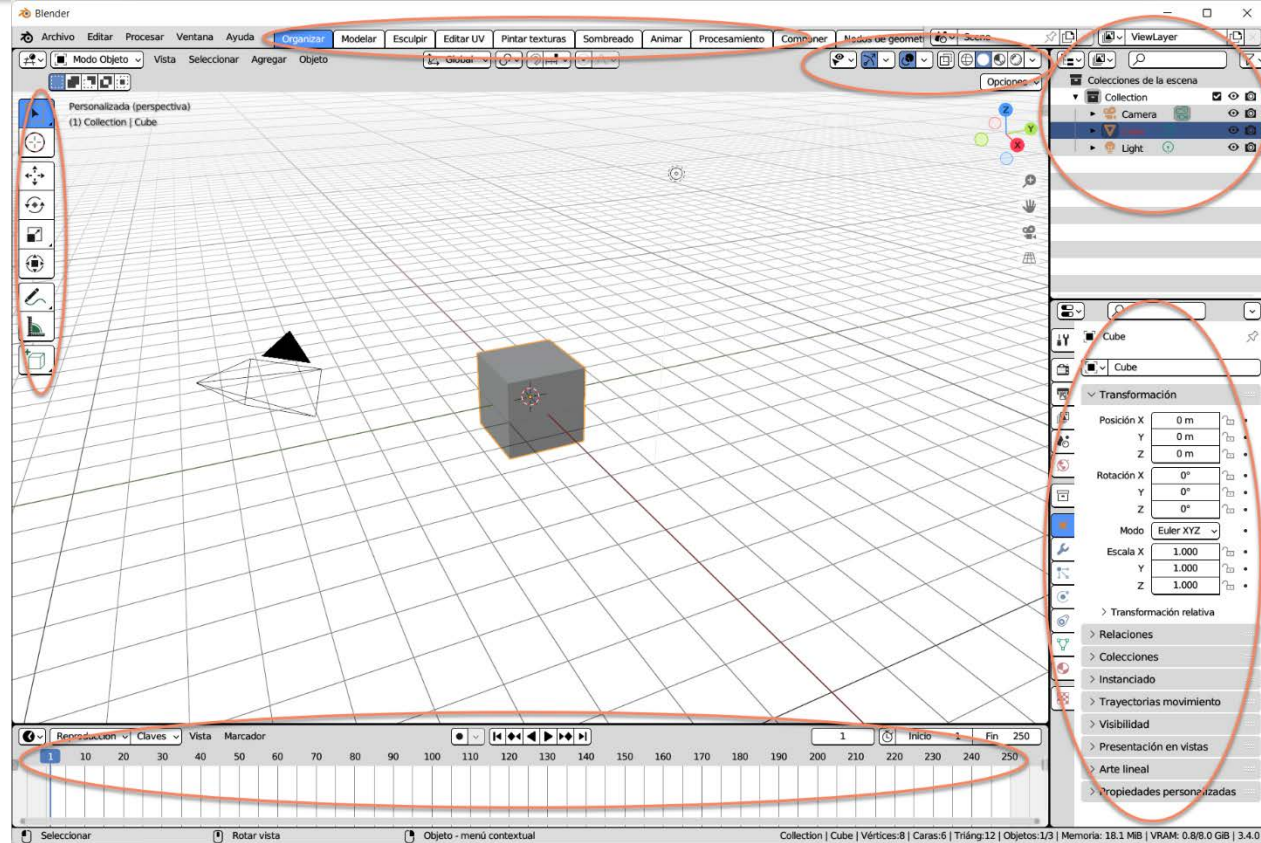 Blender
Archivo Editar Procesar Ventana Ayuda Organizar Modelar Esculpir Editar UV Pintar texturas Sombreado Animar Procesamiento Componer Nodos de geomet Scene ViewLayer
Modo Objeto Vista Seleccionar Agregar Objeto Global
Opciones
Personalizada (perspectiva)
(1) Collection | Cube
Z
Y
X
Colecciones de la escena
Collection
Camera
Light
Cube
Cube
Transformación
Posición X 0 m
Y 0 m
Z 0 m
Rotación X 0°
Y 0°
Z 0°
Modo Euler XYZ
Escala X 1.000
Y 1.000
Z 1.000
Transformación relativa
Relaciones
Colecciones
Instanciado
Trayectorias movimiento
Visibilidad
Presentación en vistas
Arte lineal
Propiedades personalizadas
Reproducción Claves Vista Marcador 1 Inicio 1 Fin 250
1 10 20 30 40 50 60 70 80 90 100 110 120 130 140 150 160 170 180 190 200 210 220 230 240 250
Seleccionar Rotar vista Objeto - menú contextual Collection | Cube | Vértices:8 | Caras:6 | Triáng:12 | Objetos:1/3 | Memoria: 18.1 MiB | VRAM: 0.8/8.0 GiB | 3.4.0